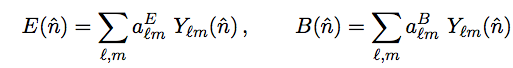 E(n̂) = ∑_{ℓ,m} a^E_{ℓm} Y_{ℓm}(n̂) ,   B(n̂) = ∑_{ℓ,m} a^B_{ℓm} Y_{ℓm}(n̂)